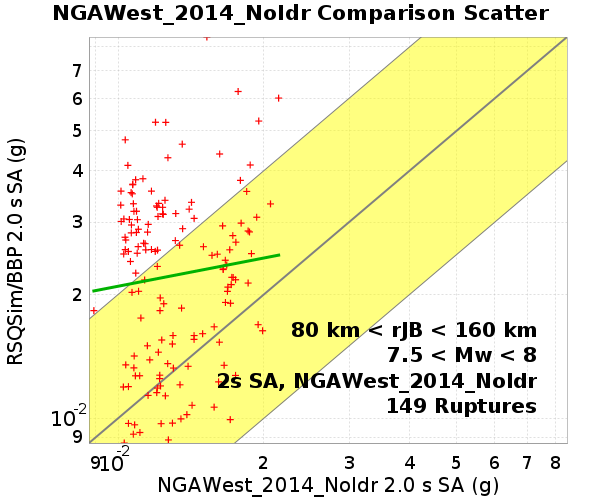 NGAWest_2014_NoIdr Comparison Scatter
RSQSim/BBP 2.0 s SA (g)
7
6
5
4
3
2
10-2
9
80 km < rJB < 160 km
7.5 < Mw < 8
2s SA, NGAWest_2014_NoIdr
149 Ruptures
9 10-2 2 3 4 5 6 7 8
NGAWest_2014_NoIdr 2.0 s SA (g)